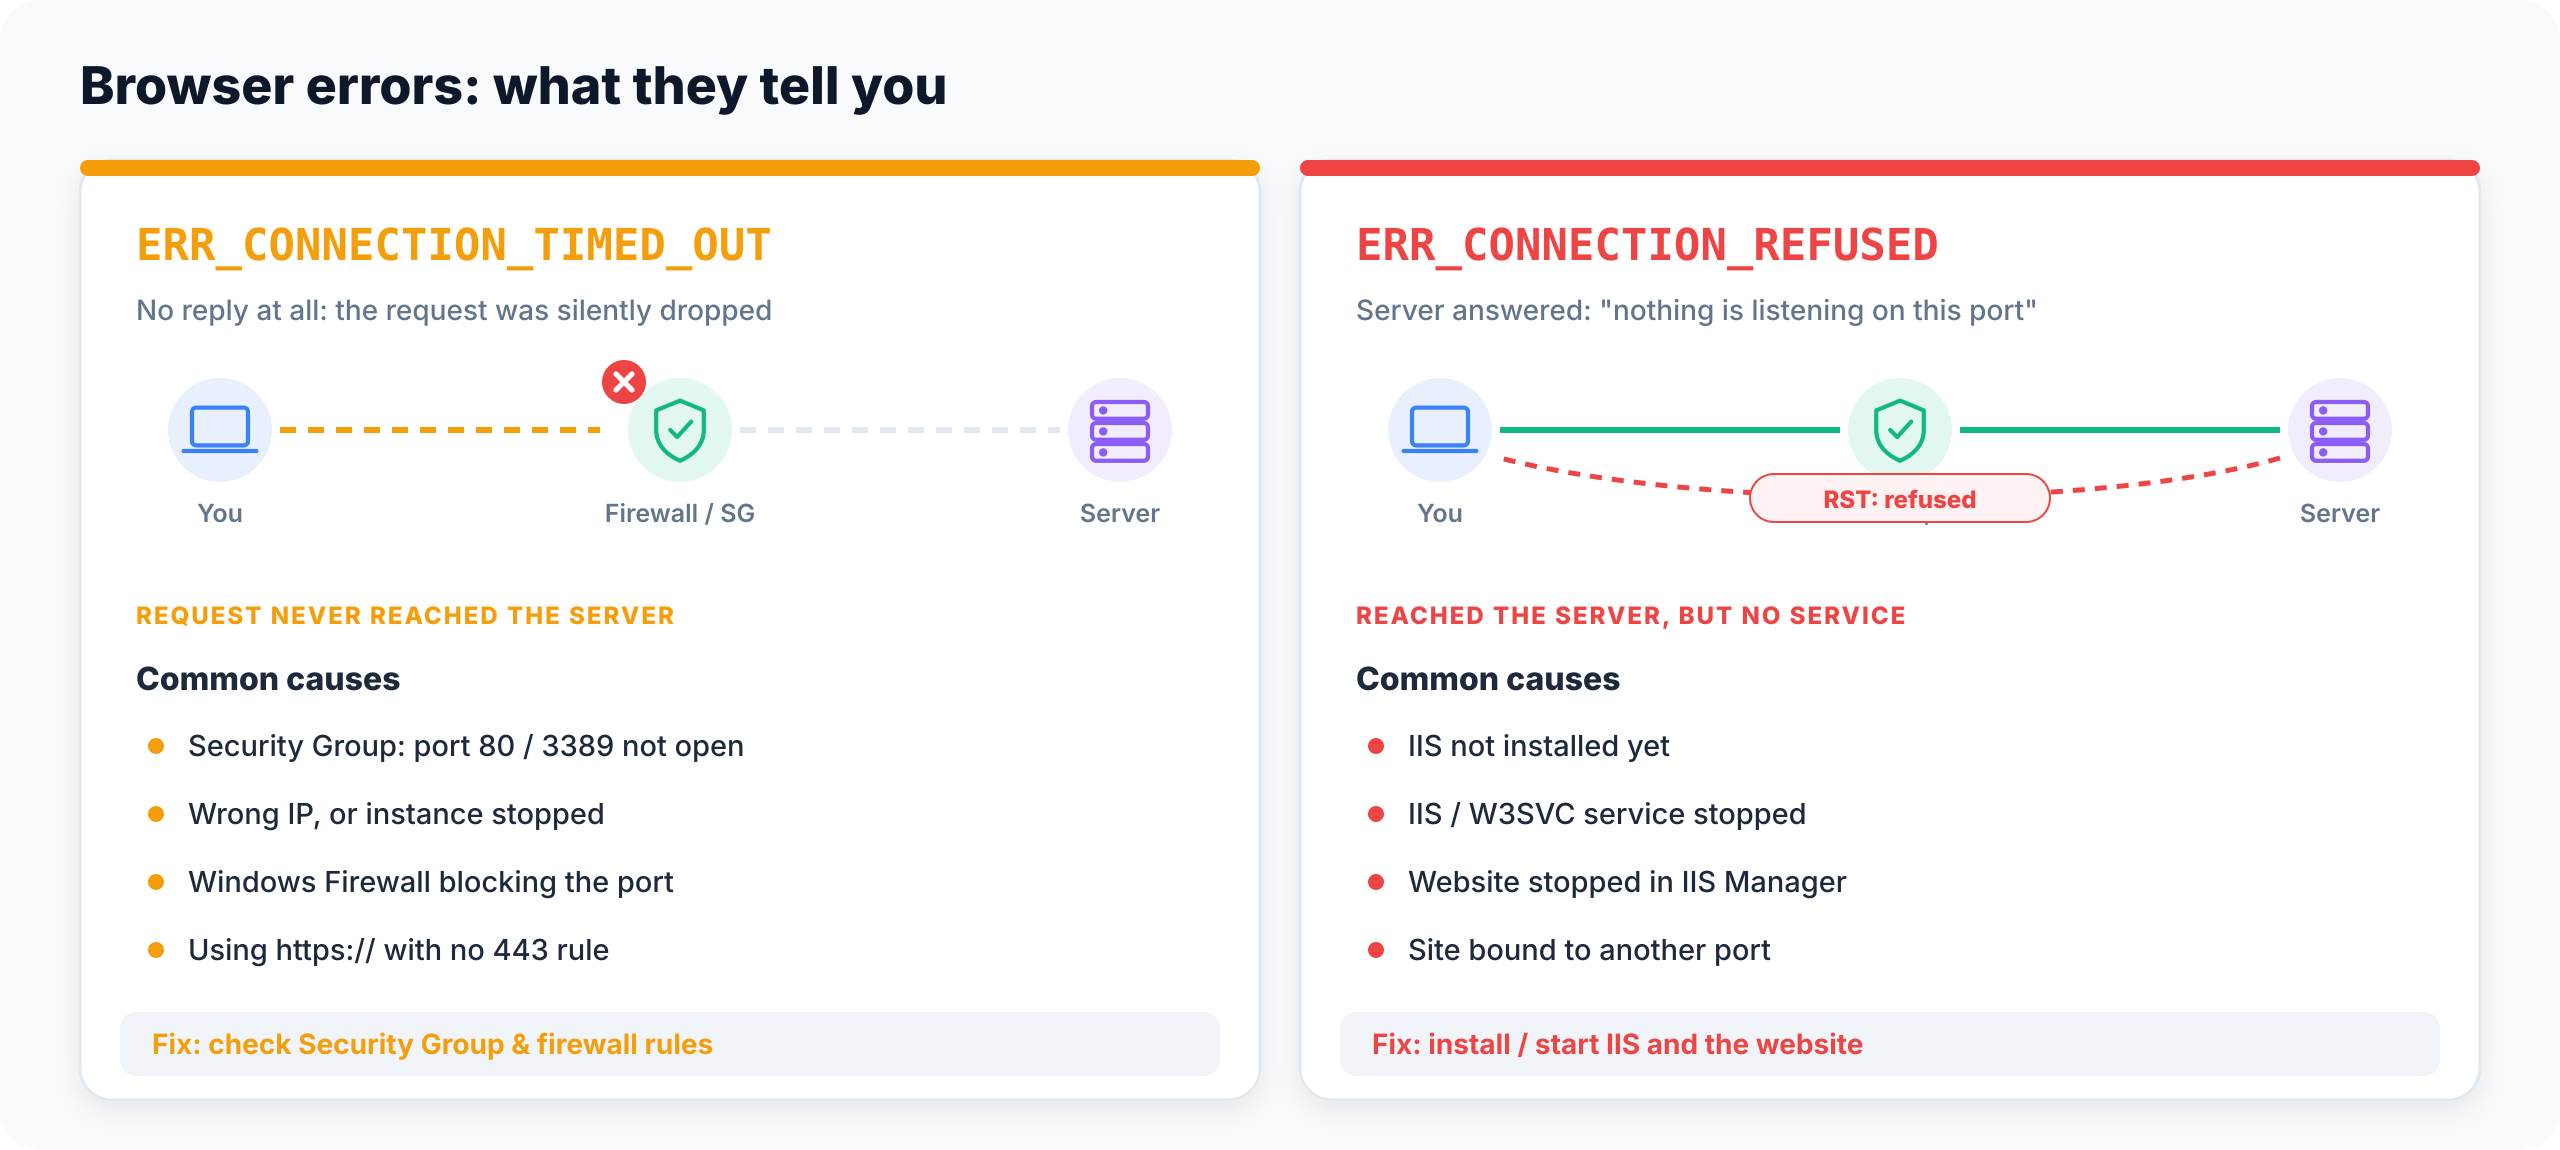 Browser errors: what they tell you
ERR_CONNECTION_TIMED_OUT
No reply at all: the request was silently dropped
You
Firewall / SG
Server
REQUEST NEVER REACHED THE SERVER
Common causes
Security Group: port 80 / 3389 not open
Wrong IP, or instance stopped
Windows Firewall blocking the port
Using https:// with no 443 rule
Fix: check Security Group & firewall rules
ERR_CONNECTION_REFUSED
Server answered: "nothing is listening on this port"
RST: refused
You
Server
REACHED THE SERVER, BUT NO SERVICE
Common causes
IIS not installed yet
IIS / W3SVC service stopped
Website stopped in IIS Manager
Site bound to another port
Fix: install / start IIS and the website